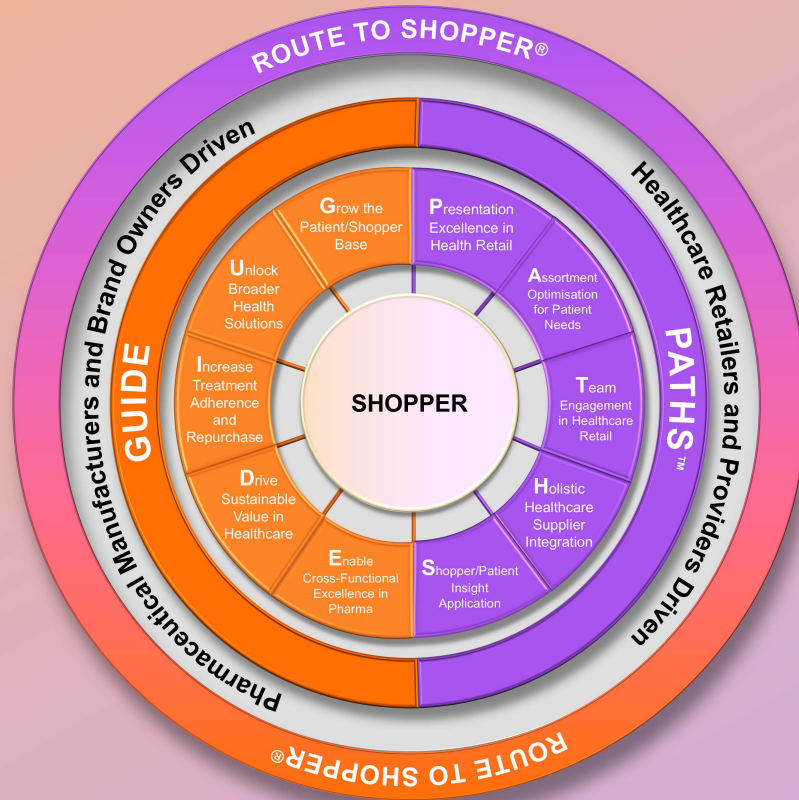 ROUTE TO SHOPPER®
Pharmaceutical Manufacturers and Brand Owners Driven
Healthcare Retailers and Providers Driven
GUIDE
PATHS™
Grow the
Patient/Shopper
Base
Unlock
Broader
Health
Solutions
Increase
Treatment
Adherence
and
Repurchase
Drive
Sustainable
Value in
Healthcare
Enable
Cross-Functional
Excellence in
Pharma
Presentation
Excellence in
Health Retail
Assortment
Optimisation
for Patient
Needs
Team
Engagement
in Healthcare
Retail
Holistic
Healthcare
Supplier
Integration
Shopper/Patient
Insight
Application
SHOPPER
ROUTE TO SHOPPER®